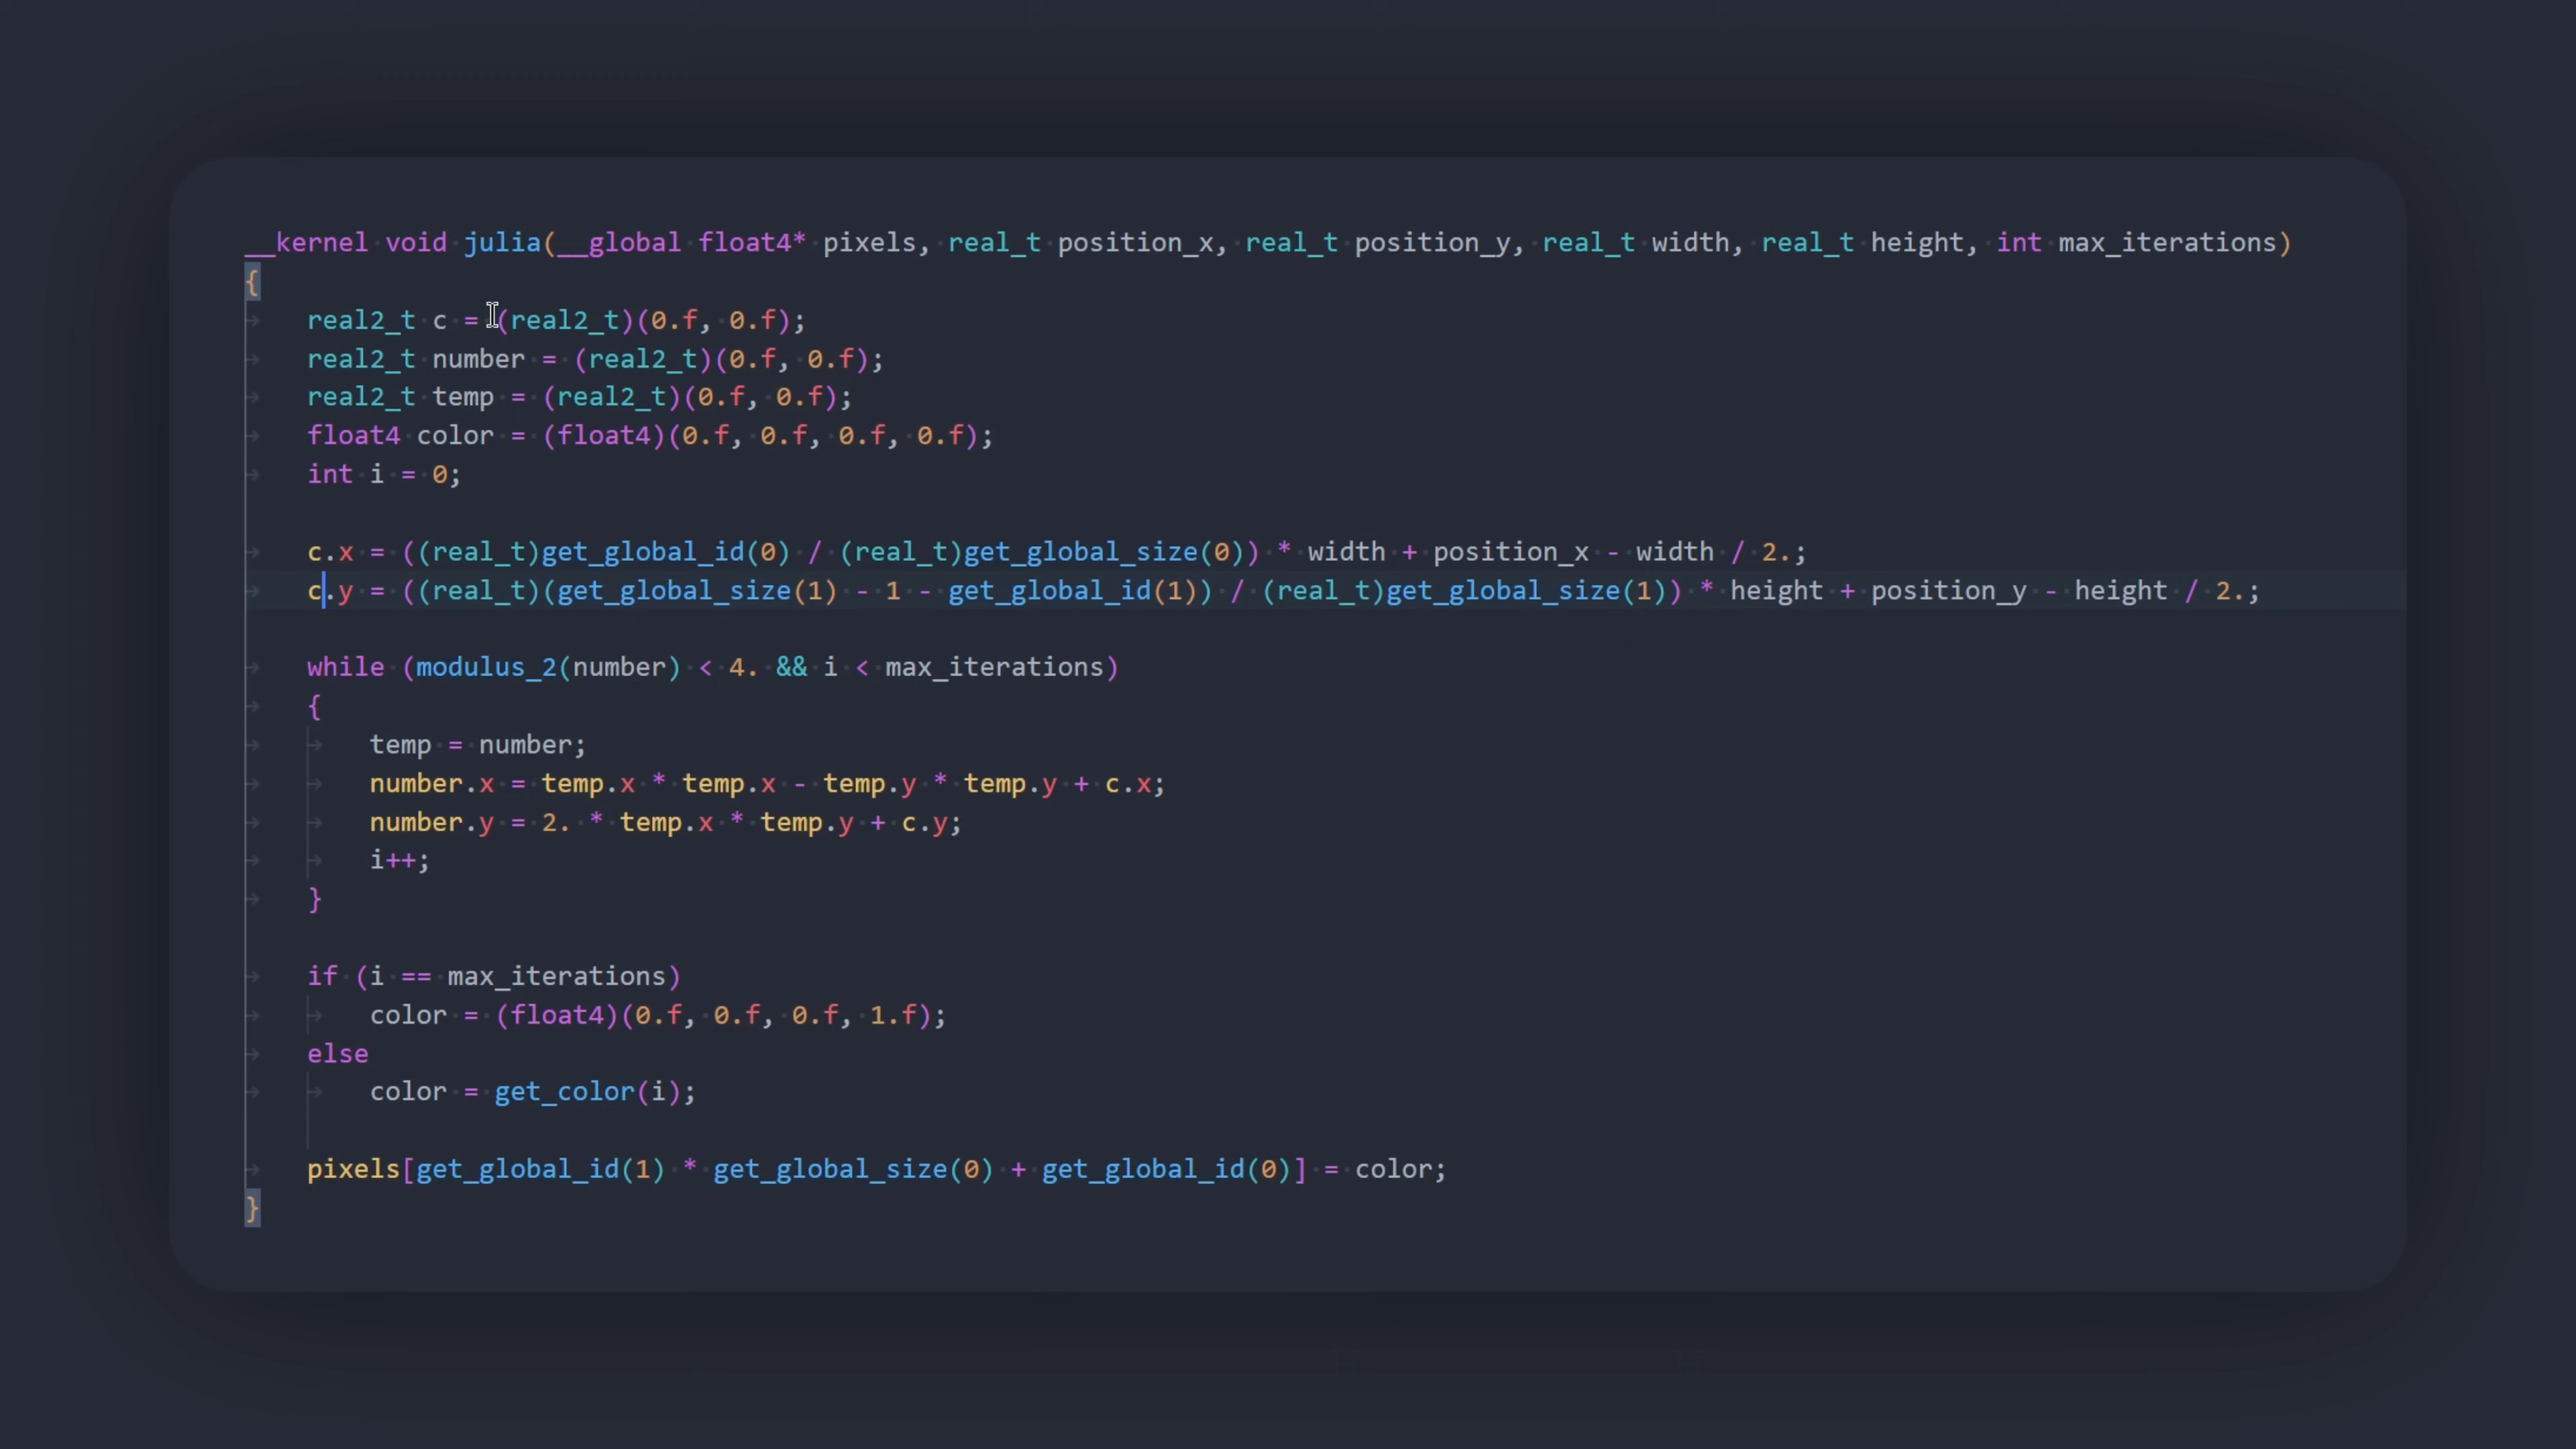 __kernel void julia(__global float4* pixels, real_t position_x, real_t position_y, real_t width, real_t height, int max_iterations)
{
real2_t c = (real2_t)(0.f, 0.f);
real2_t number = (real2_t)(0.f, 0.f);
real2_t temp = (real2_t)(0.f, 0.f);
float4 color = (float4)(0.f, 0.f, 0.f, 0.f);
int i = 0;
c.x = ((real_t)get_global_id(0) / (real_t)get_global_size(0)) * width + position_x - width / 2.;
c.y = ((real_t)(get_global_size(1) - 1 - get_global_id(1)) / (real_t)get_global_size(1)) * height + position_y - height / 2.;
while (modulus_2(number) < 4. && i < max_iterations)
{
temp = number;
number.x = temp.x * temp.x - temp.y * temp.y + c.x;
number.y = 2. * temp.x * temp.y + c.y;
i++;
}
if (i == max_iterations)
color = (float4)(0.f, 0.f, 0.f, 1.f);
else
color = get_color(i);
pixels[get_global_id(1) * get_global_size(0) + get_global_id(0)] = color;
}